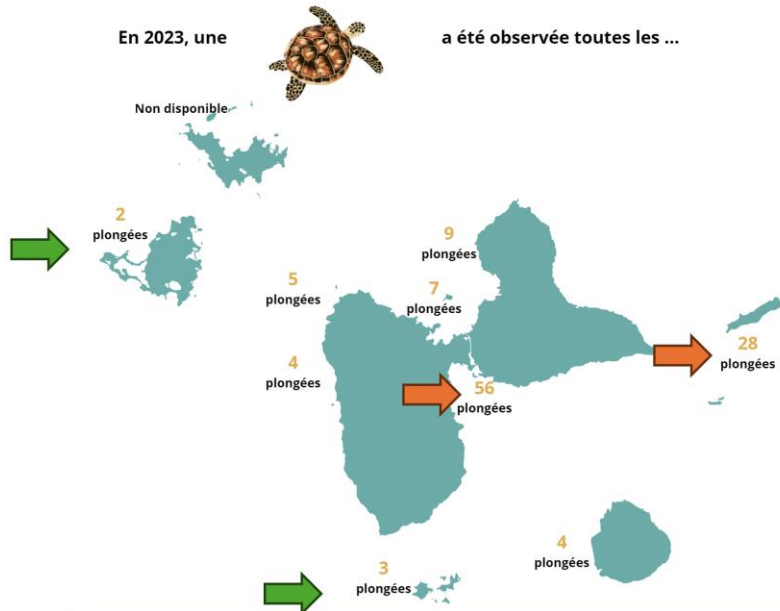 En 2023, une a été observée toutes les ...
Non disponible
2
plongées
9
plongées
5
plongées
7
plongées
28
plongées
4
plongées
56
plongées
4
plongées
3
plongées